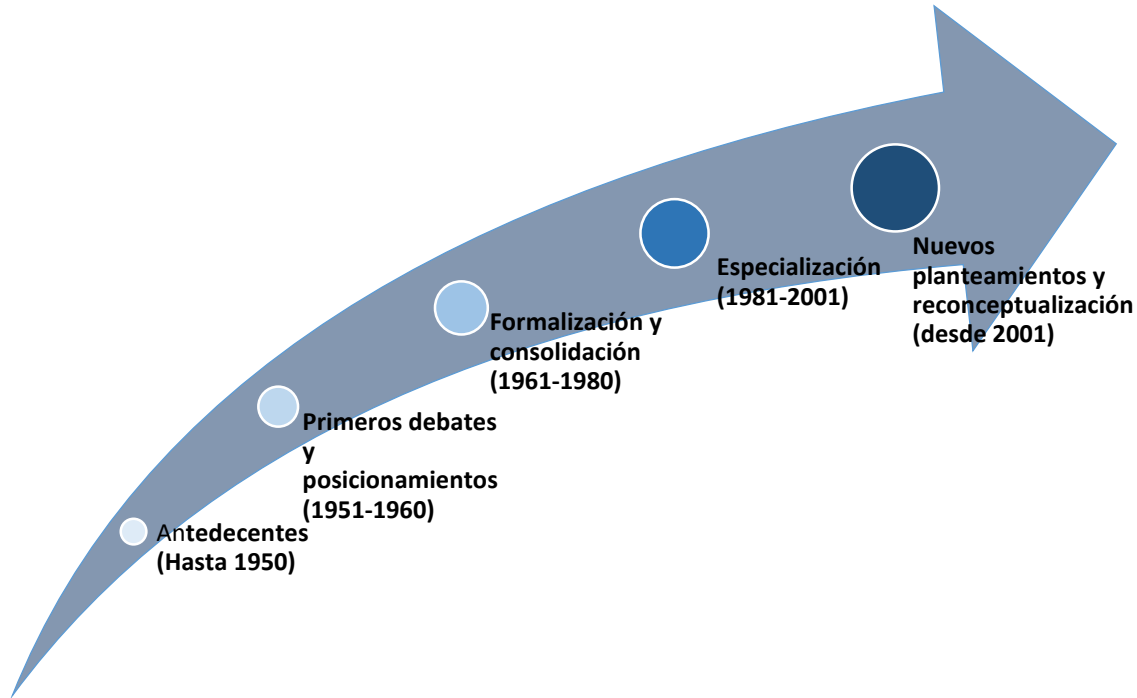 Antedecentes
(Hasta 1950)
Primeros debates
y
posicionamientos
(1951-1960)
Formalización y
consolidación
(1961-1980)
Especialización
(1981-2001)
Nuevos
planteamientos y
reconceptualización
(desde 2001)